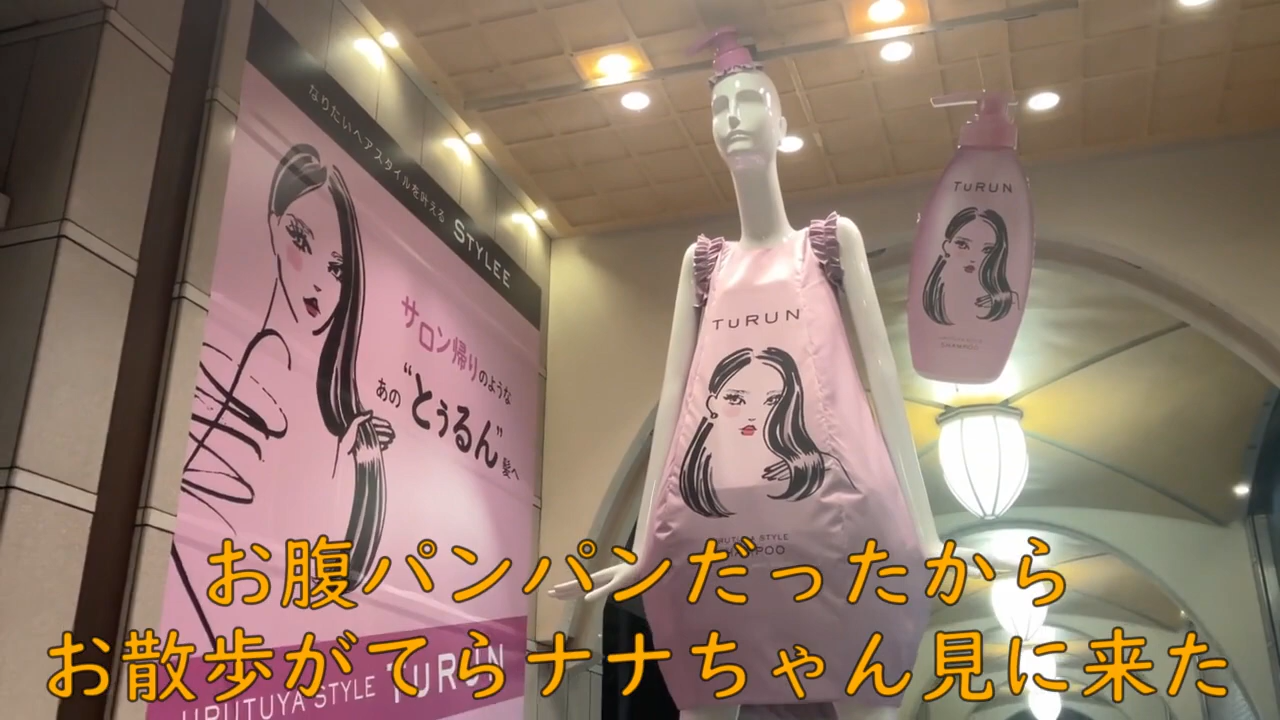 なりたいヘアスタイルを叶える STYLEE
サロン帰りのような
あの“とぅるん”髪へ
URUTUYA STYLE TURUN
TURUN
SHAMPOO
TURUN
SHAMPOO
お腹パンパンだったから
お散歩がてらナナちゃん見に来た